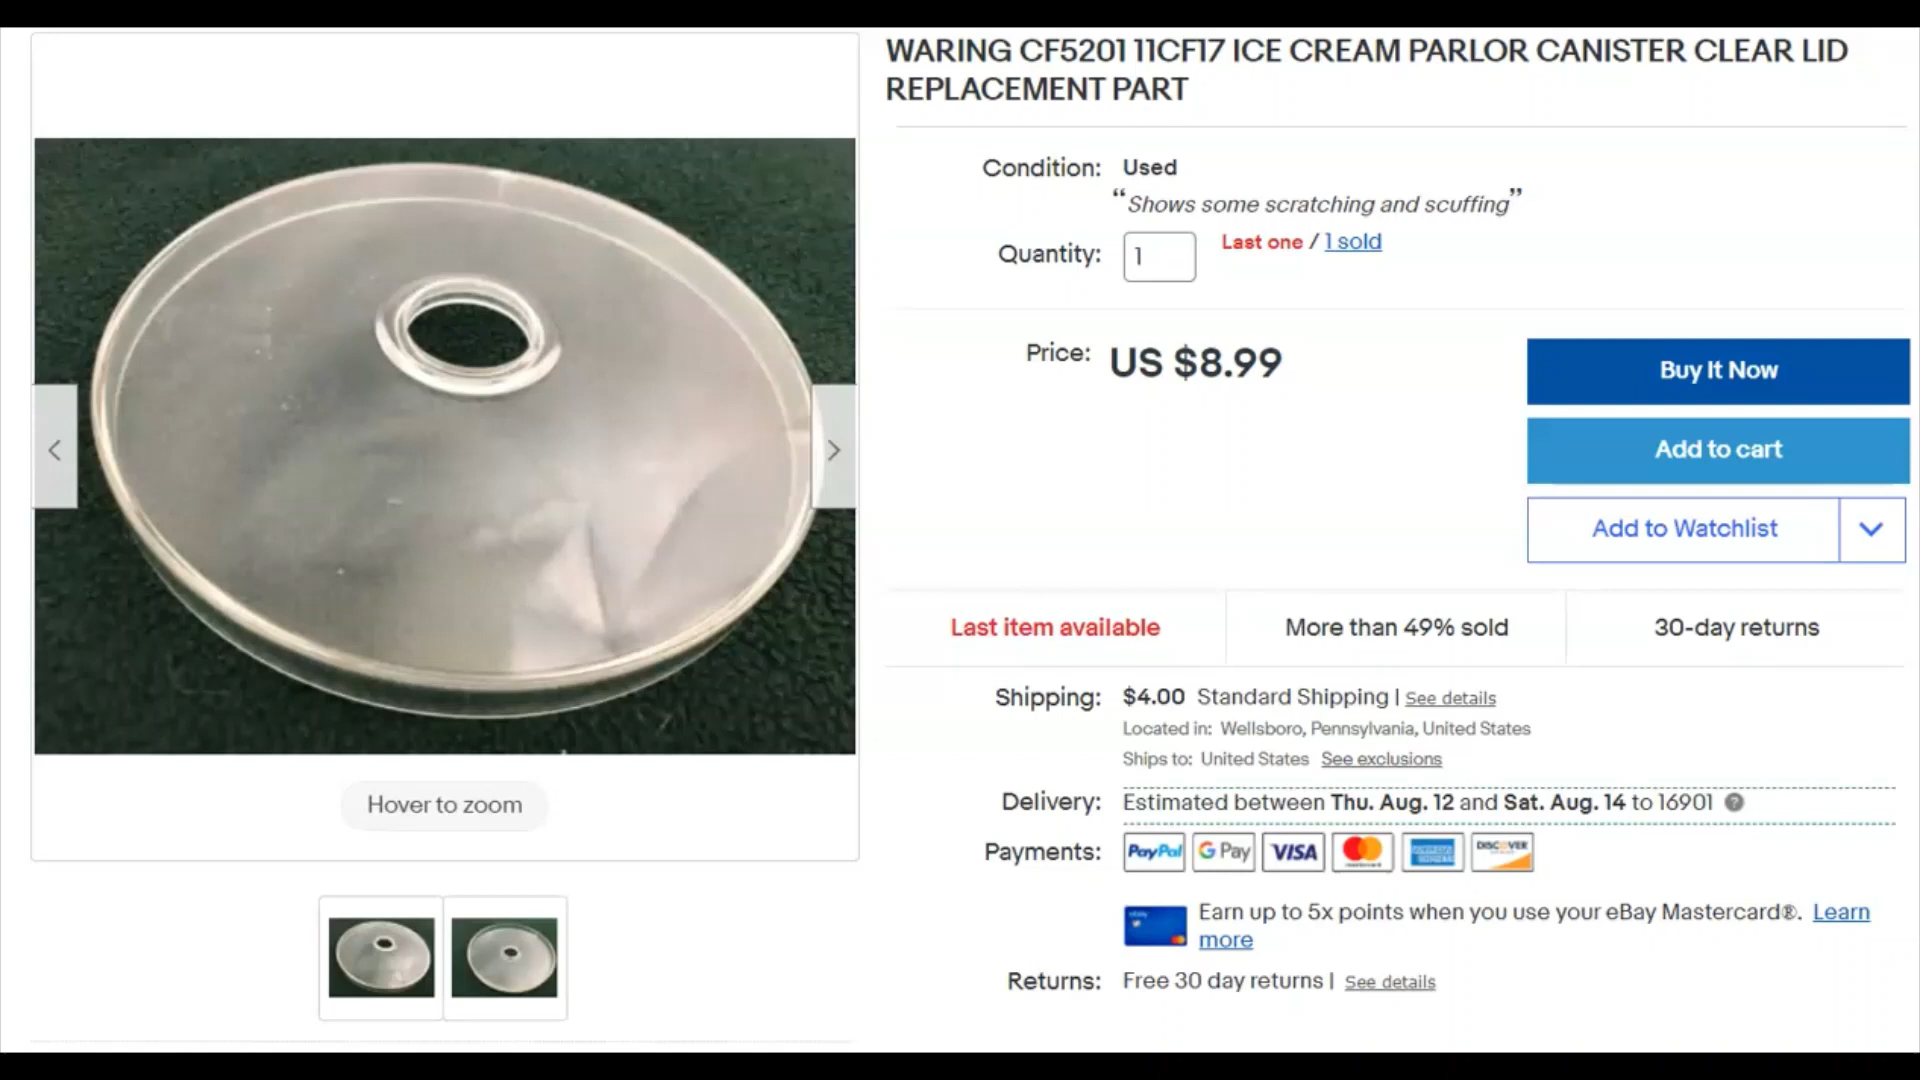 WARING CF5201 11CF17 ICE CREAM PARLOR CANISTER CLEAR LID
REPLACEMENT PART
Condition: Used
“Shows some scratching and scuffing”
Quantity: 1 Last one / 1 sold
Price: US $8.99
Buy It Now
Add to cart
Add to Watchlist
Last item available More than 49% sold 30-day returns
Shipping: $4.00 Standard Shipping | See details
Located in: Wellsboro, Pennsylvania, United States
Ships to: United States See exclusions
Delivery: Estimated between Thu. Aug. 12 and Sat. Aug. 14 to 16901 ?
Payments: PayPal G Pay VISA DISCOVER
Earn up to 5x points when you use your eBay Mastercard®. Learn
more
Returns: Free 30 day returns | See details
Hover to zoom